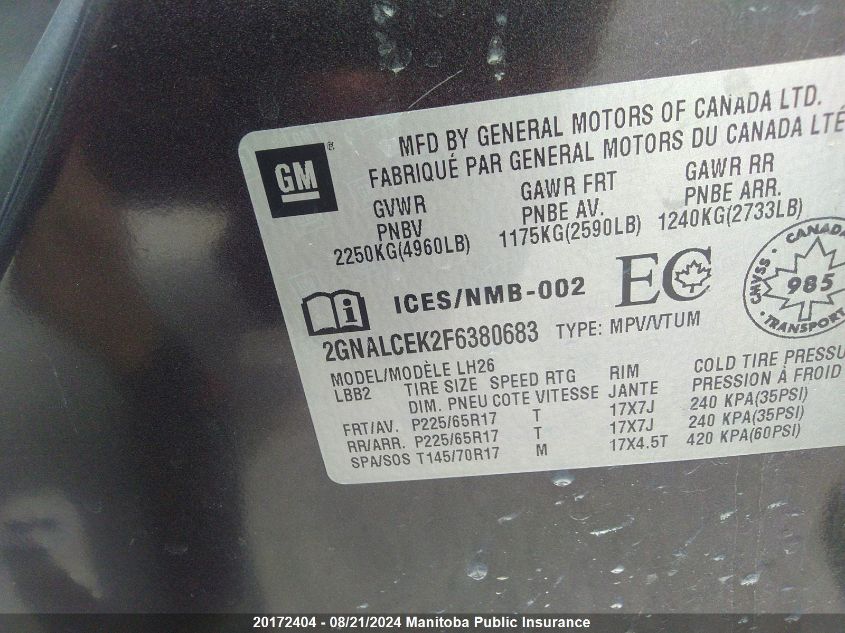 MFD BY GENERAL MOTORS OF CANADA LTD.
FABRIQUÉ PAR GENERAL MOTORS DU CANADA LTÉ
GM
GVWR GAWR FRT GAWR RR
PNBV PNBE AV. PNBE ARR.
2250KG(4960LB) 1175KG(2590LB) 1240KG(2733LB)
i ICES/NMB-002 EC
CANADA
985
CMVSS
TRANSPORT
2GNALCEK2F6380683 TYPE: MPV/VTUM
MODEL/MODÈLE LH26
LBB2 TIRE SIZE SPEED RTG RIM COLD TIRE PRESSU
DIM. PNEU COTE VITESSE JANTE PRESSION À FROID
FRT/AV. P225/65R17 T 17X7J 240 KPA(35PSI)
RR/ARR. P225/65R17 T 17X7J 240 KPA(35PSI)
SPA/SOS T145/70R17 M 17X4.5T 420 KPA(60PSI)
20172404 - 08/21/2024 Manitoba Public Insurance